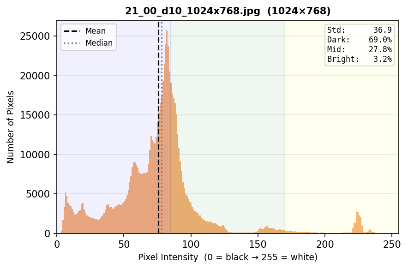 21_00_d10_1024x768.jpg  (1024×768)
Mean
Median
Std: 36.9
Dark: 69.0%
Mid: 27.8%
Bright: 3.2%
25000
20000
15000
10000
5000
0
0 50 100 150 200 250
Number of Pixels
Pixel Intensity  (0 = black → 255 = white)